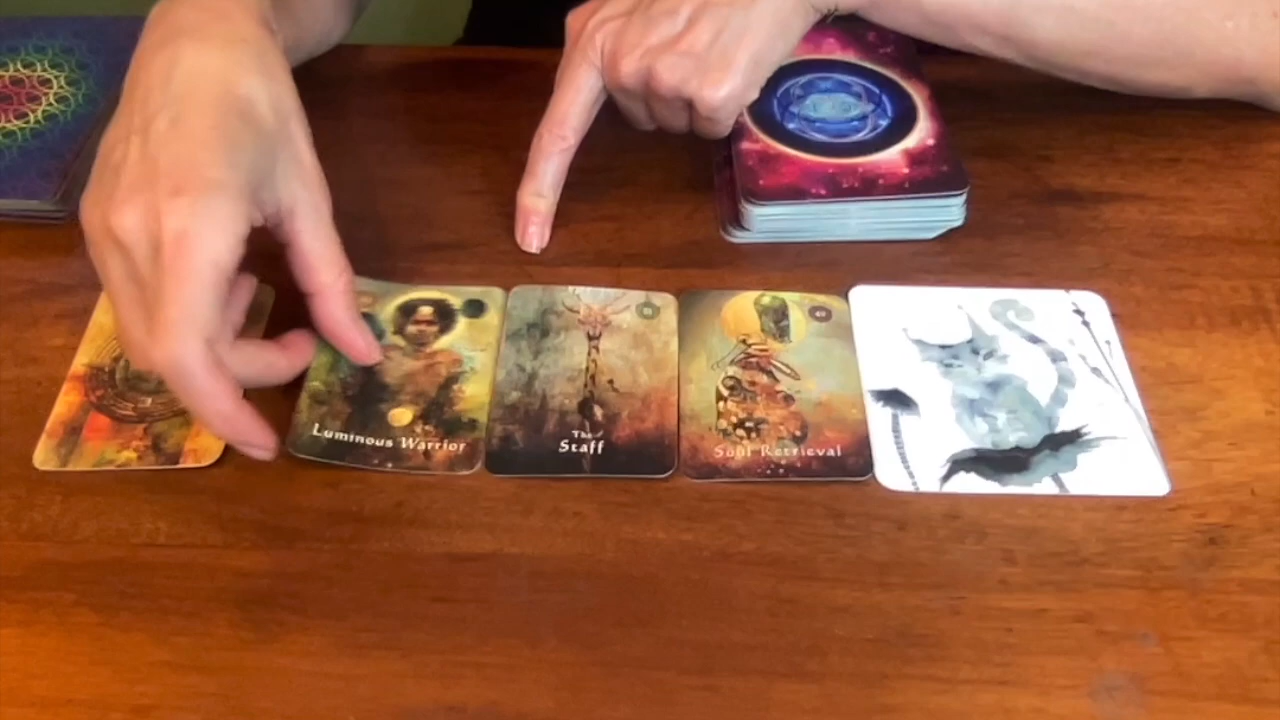 Luminous Warrior
The
Staff
Soul Retrieval